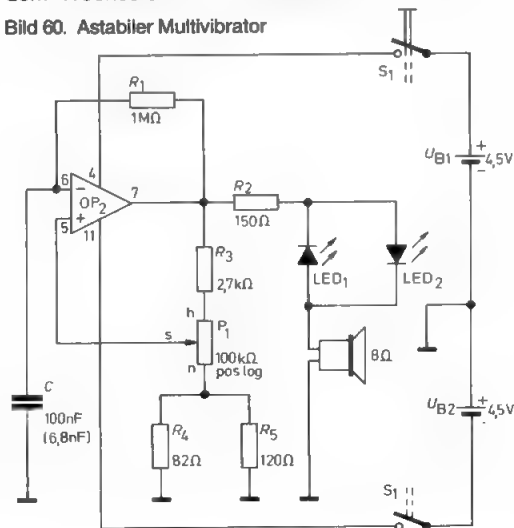 Bild 60. Astabiler Multivibrator
S1
R1
1MΩ
4
UB1
+
4,5V
-
6
-
OP2
7
5
+
11
R2
150Ω
LED1
LED2
R3
2,7kΩ
h
s
P1
100kΩ
pos log
n
8Ω
C
100nF
(6,8nF)
R4
82Ω
R5
120Ω
UB2
+
4,5V
-
S1